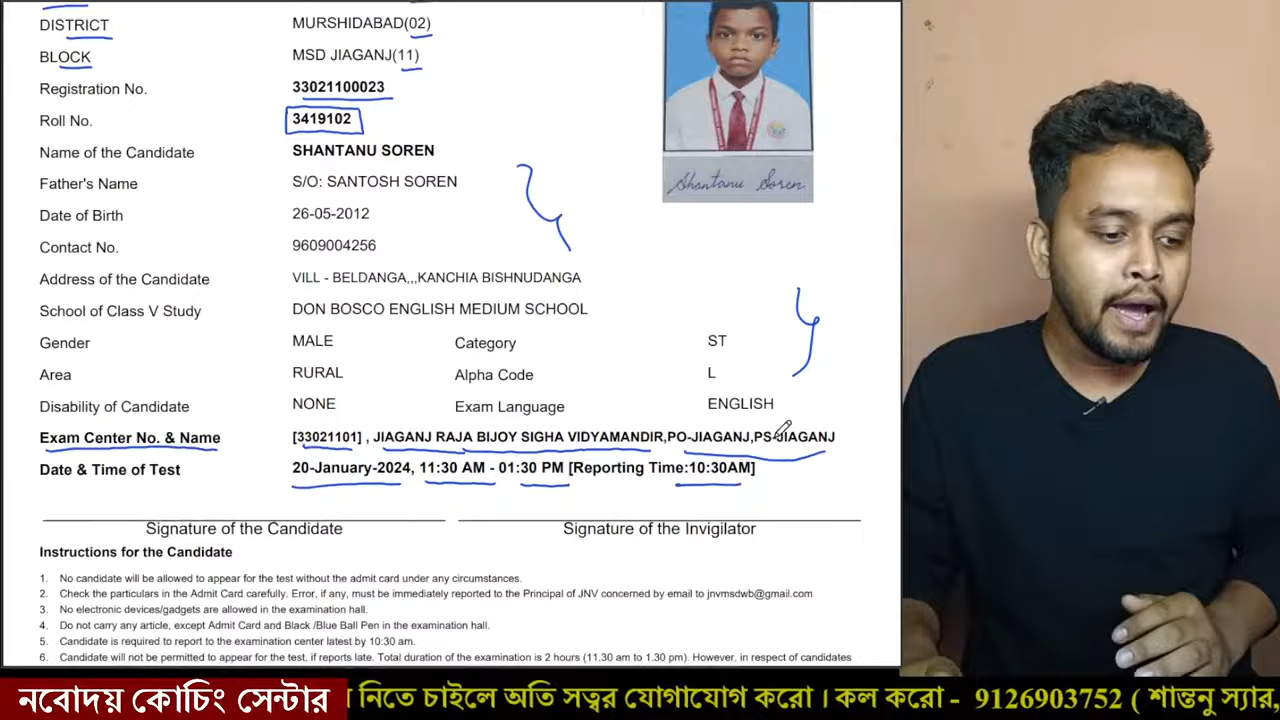 DISTRICT MURSHIDABAD(02)
BLOCK MSD JIAGANJ(11)
Registration No. 33021100023
Roll No. 3419102
Name of the Candidate SHANTANU SOREN
Father's Name S/O: SANTOSH SOREN
Date of Birth 26-05-2012
Contact No. 9609004256
Address of the Candidate VILL - BELDANGA,,,KANCHIA BISHNUDANGA
School of Class V Study DON BOSCO ENGLISH MEDIUM SCHOOL
Gender MALE Category ST
Area RURAL Alpha Code L
Disability of Candidate NONE Exam Language ENGLISH
Exam Center No. & Name [33021101] , JIAGANJ RAJA BIJOY SIGHA VIDYAMANDIR,PO-JIAGANJ,PS-JIAGANJ
Date & Time of Test 20-January-2024, 11:30 AM - 01:30 PM [Reporting Time:10:30AM]
Shantanu Soren
Signature of the Candidate Signature of the Invigilator
Instructions for the Candidate
1. No candidate will be allowed to appear for the test without the admit card under any circumstances.
2. Check the particulars in the Admit Card carefully. Error, if any, must be immediately reported to the Principal of JNV concerned by email to jnvmsdwb@gmail.com
3. No electronic devices/gadgets are allowed in the examination hall.
4. Do not carry any article, except Admit Card and Black /Blue Ball Pen in the examination hall.
5. Candidate is required to report to the examination center latest by 10:30 am.
6. Candidate will not be permitted to appear for the test, if reports late. Total duration of the examination is 2 hours (11.30 am to 1.30 pm). However, in respect of candidates
নবোদয় কোচিং সেন্টার নিতে চাইলে অতি সত্বর যোগাযোগ করো । কল করো - 9126903752 ( শান্তনু স্যার,